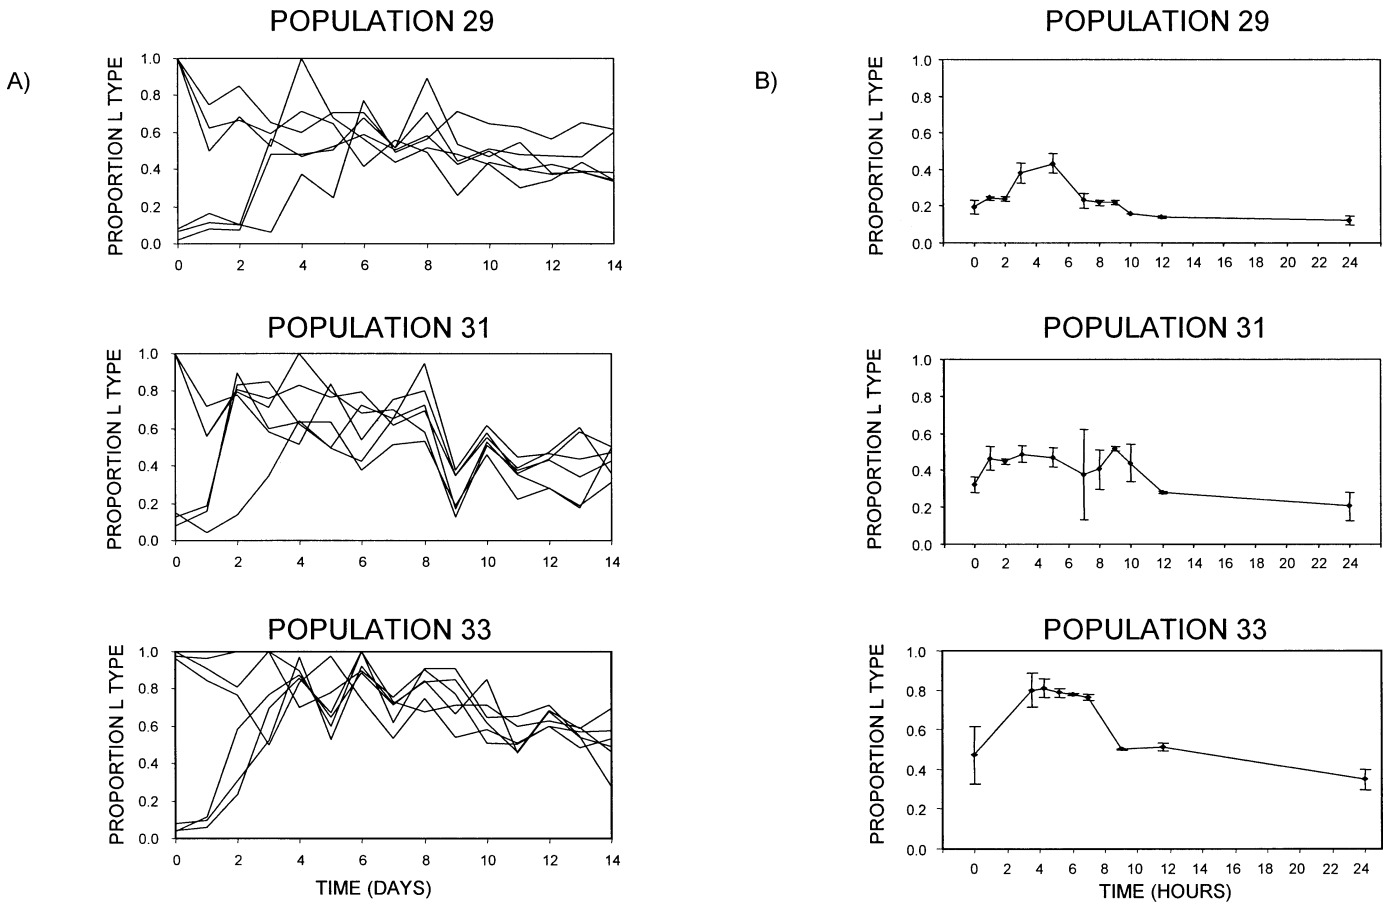 A)
POPULATION 29
PROPORTION L TYPE
1.0
0.8
0.6
0.4
0.2
0.0
0 2 4 6 8 10 12 14
POPULATION 31
PROPORTION L TYPE
1.0
0.8
0.6
0.4
0.2
0.0
0 2 4 6 8 10 12 14
POPULATION 33
PROPORTION L TYPE
1.0
0.8
0.6
0.4
0.2
0.0
0 2 4 6 8 10 12 14
TIME (DAYS)
B)
POPULATION 29
PROPORTION L TYPE
1.0
0.8
0.6
0.4
0.2
0.0
0 2 4 6 8 10 12 14 16 18 20 22 24
POPULATION 31
PROPORTION L TYPE
1.0
0.8
0.6
0.4
0.2
0.0
0 2 4 6 8 10 12 14 16 18 20 22 24
POPULATION 33
PROPORTION L TYPE
1.0
0.8
0.6
0.4
0.2
0.0
0 2 4 6 8 10 12 14 16 18 20 22 24
TIME (HOURS)